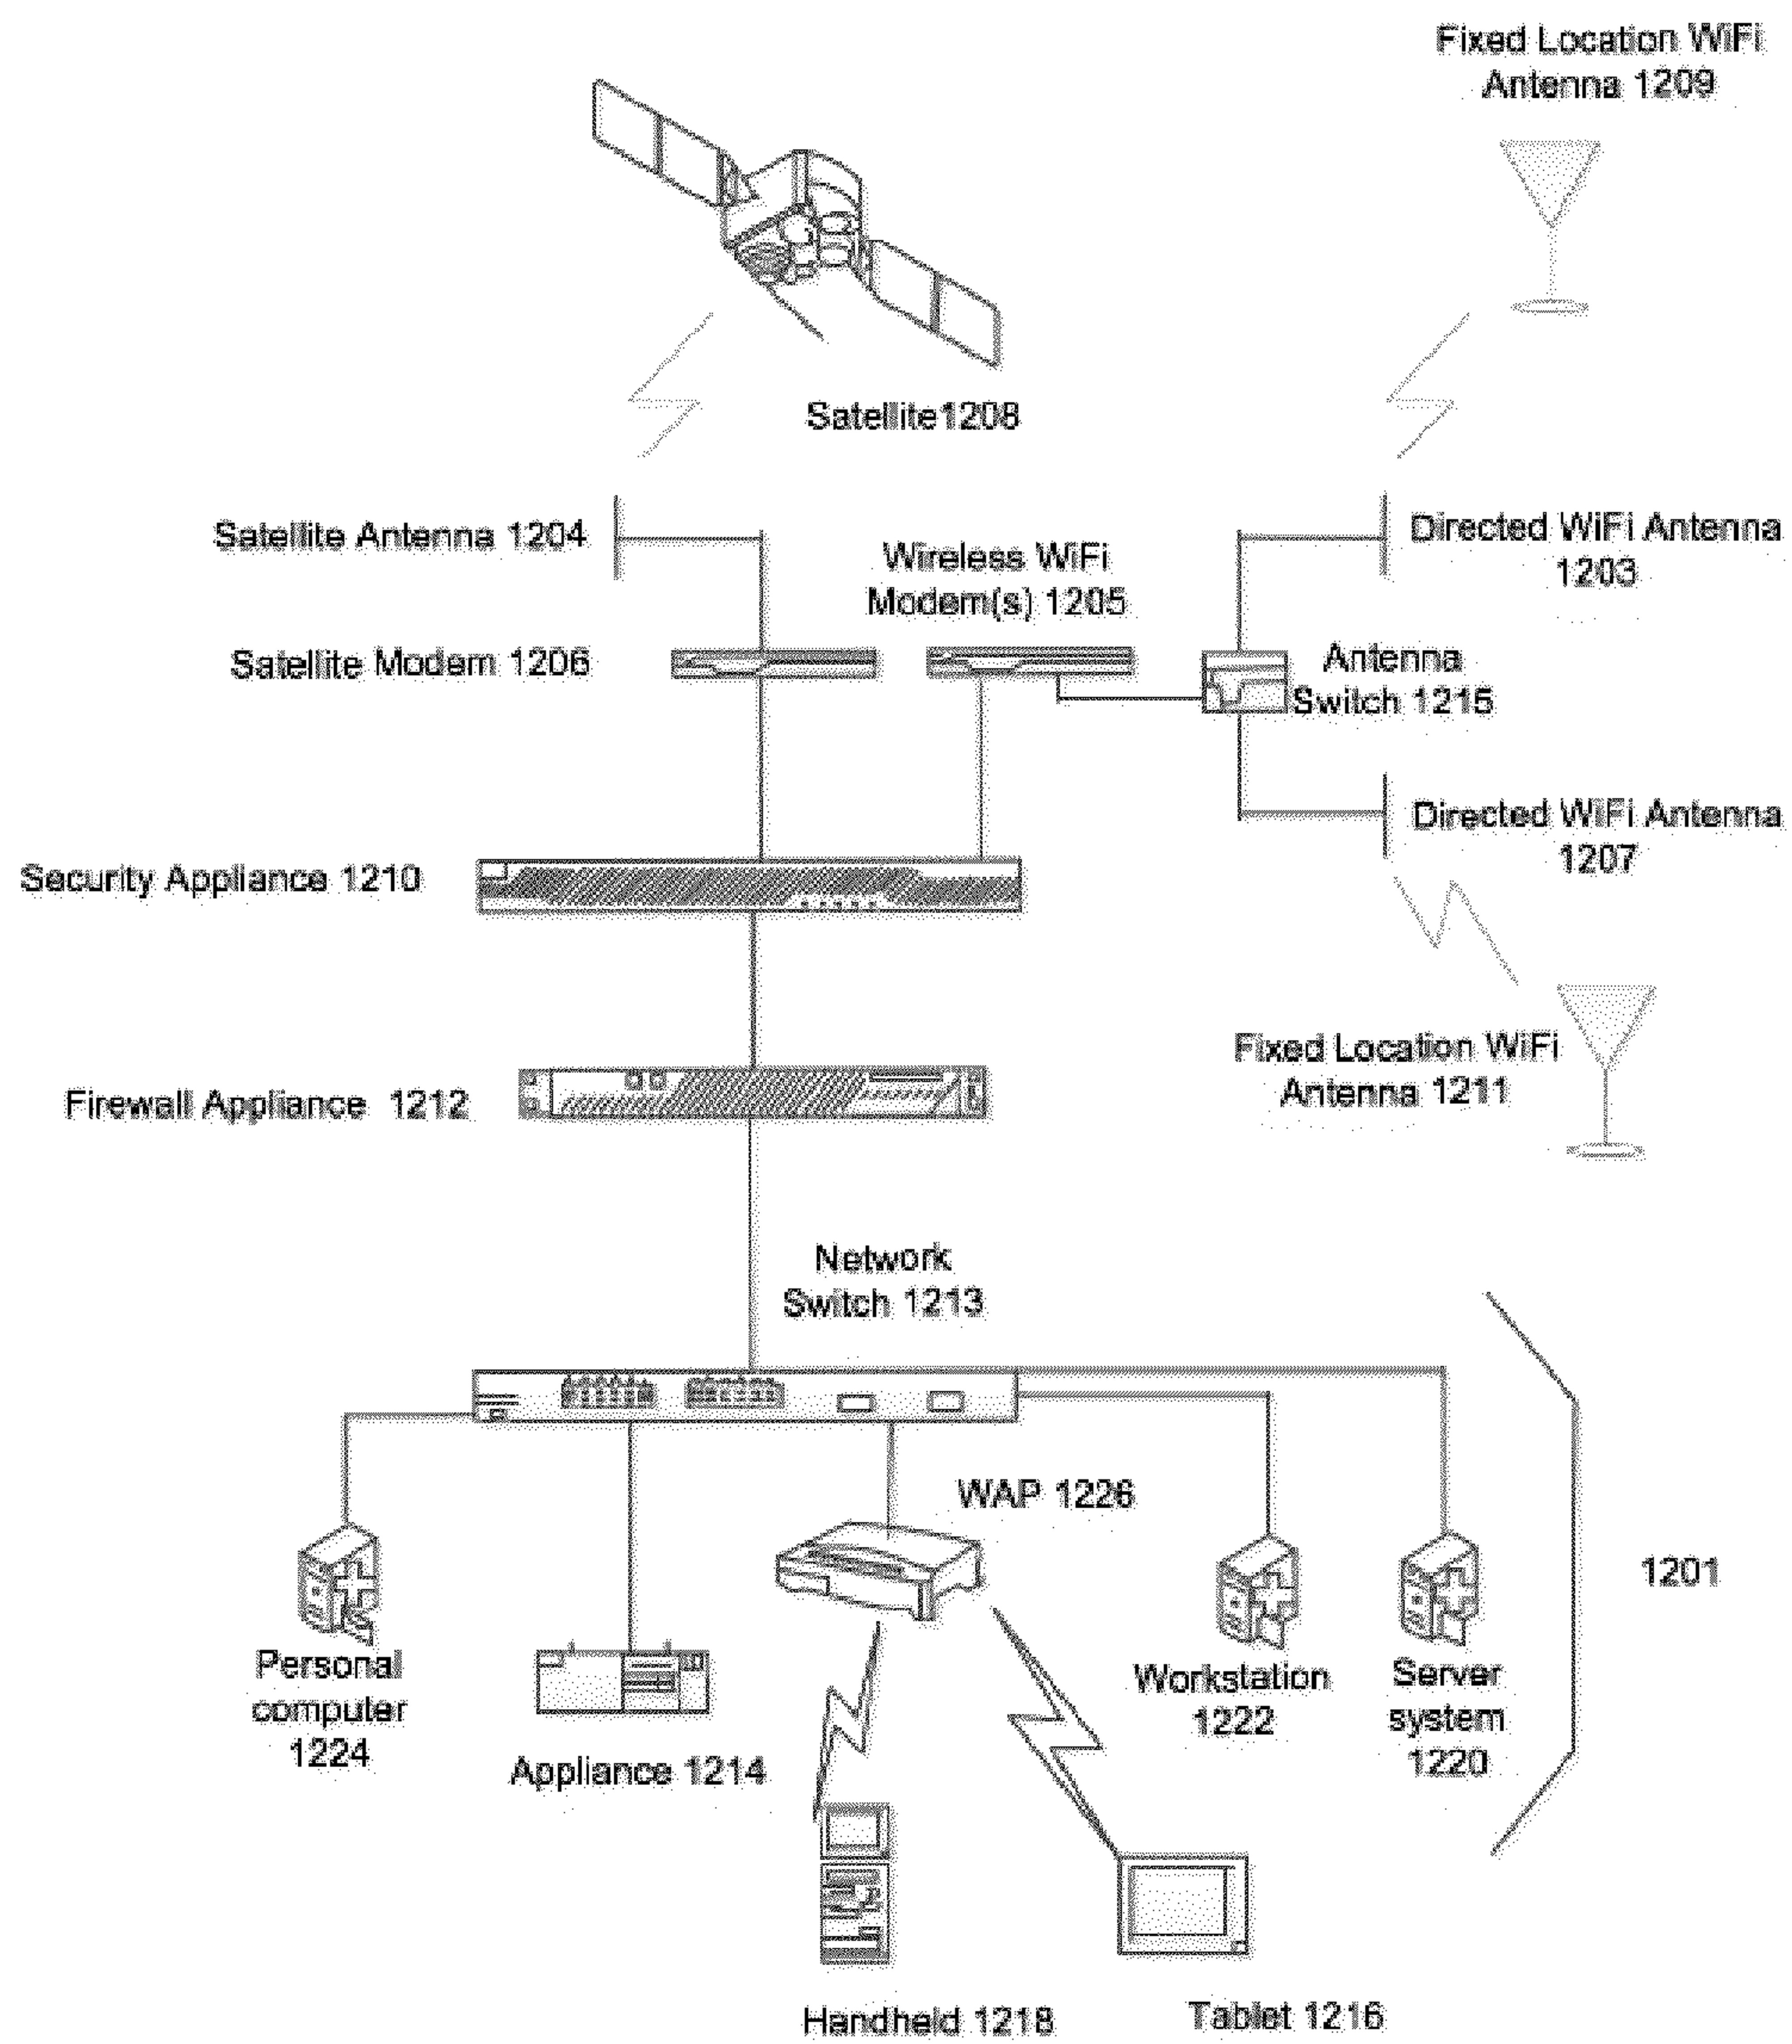 Fixed Location WiFi
Antenna 1209
Satellite1208
Satellite Antenna 1204
Directed WiFi Antenna
1203
Wireless WiFi
Modem(s) 1205
Satellite Modem 1206
Antenna
Switch 1215
Directed WiFi Antenna
1207
Security Appliance 1210
Fixed Location WiFi
Antenna 1211
Firewall Appliance 1212
Network
Switch 1213
WAP 1226
1201
Personal
computer
1224
Workstation
1222
Server
system
1220
Appliance 1214
Handheld 1218
Tablet 1216